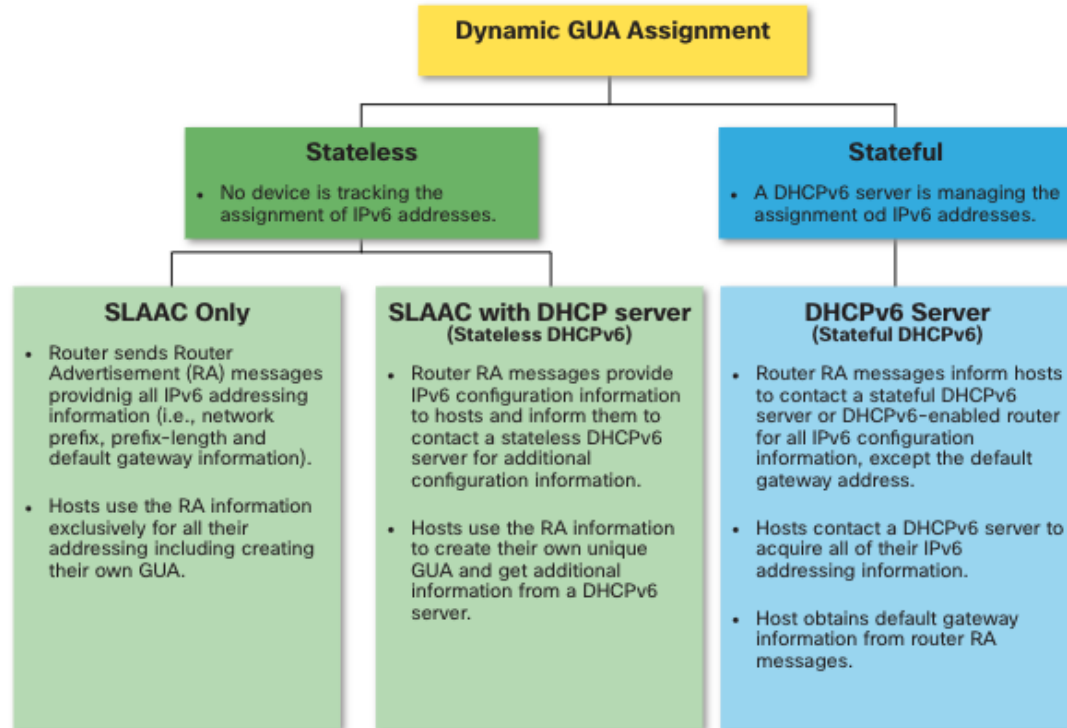 Dynamic GUA Assignment
Stateless
• No device is tracking the
assignment of IPv6 addresses.
Stateful
• A DHCPv6 server is managing the
assignment od IPv6 addresses.
SLAAC Only
• Router sends Router
Advertisement (RA) messages
providnig all IPv6 addressing
information (i.e., network
prefix, prefix-length and
default gateway information).
• Hosts use the RA information
exclusively for all their
addressing including creating
their own GUA.
SLAAC with DHCP server
(Stateless DHCPv6)
• Router RA messages provide
IPv6 configuration information
to hosts and inform them to
contact a stateless DHCPv6
server for additional
configuration information.
• Hosts use the RA information
to create their own unique
GUA and get additional
information from a DHCPv6
server.
DHCPv6 Server
(Stateful DHCPv6)
• Router RA messages inform hosts
to contact a stateful DHCPv6
server or DHCPv6-enabled router
for all IPv6 configuration
information, except the default
gateway address.
• Hosts contact a DHCPv6 server to
acquire all of their IPv6
addressing information.
• Host obtains default gateway
information from router RA
messages.